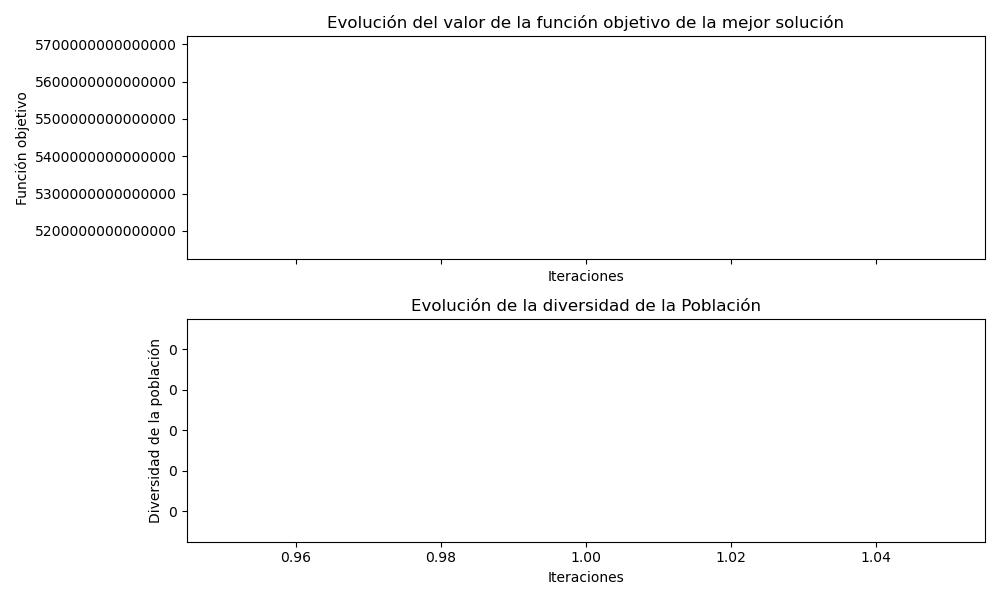 Evolución del valor de la función objetivo de la mejor solución
Función objetivo
5700000000000000
5600000000000000
5500000000000000
5400000000000000
5300000000000000
5200000000000000
Iteraciones
Evolución de la diversidad de la Población
Diversidad de la población
0
0
0
0
0
0.96
0.98
1.00
1.02
1.04
Iteraciones